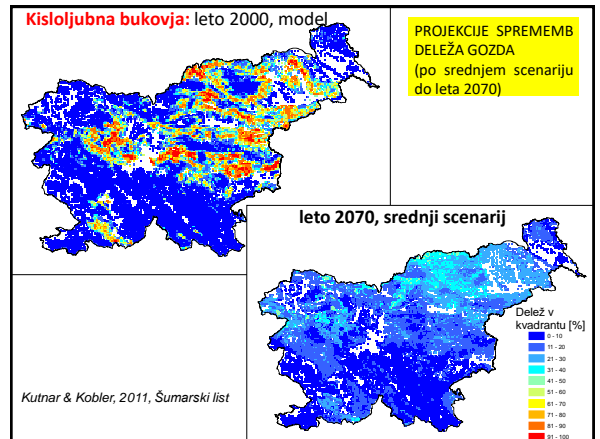 Kisloljubna bukovja: leto 2000, model
PROJEKCIJE SPREMEMB
DELEŽA GOZDA
(po srednjem scenariju
do leta 2070)
leto 2070, srednji scenarij
Delež v
kvadrantu [%]
0 - 10
11 - 20
21 - 30
31 - 40
41 - 50
51 - 60
61 - 70
71 - 80
81 - 90
91 - 100
Kutnar & Kobler, 2011, Šumarski list